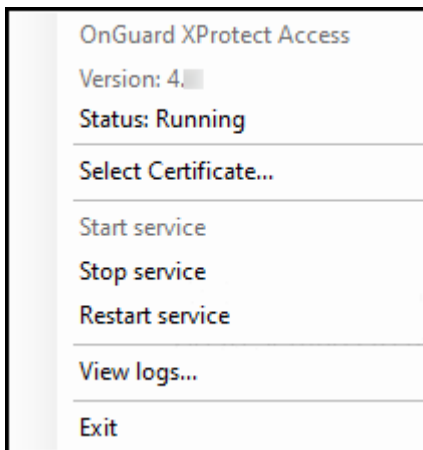 OnGuard XProtect Access
Version: 4.
Status: Running
Select Certificate...
Start service
Stop service
Restart service
View logs...
Exit